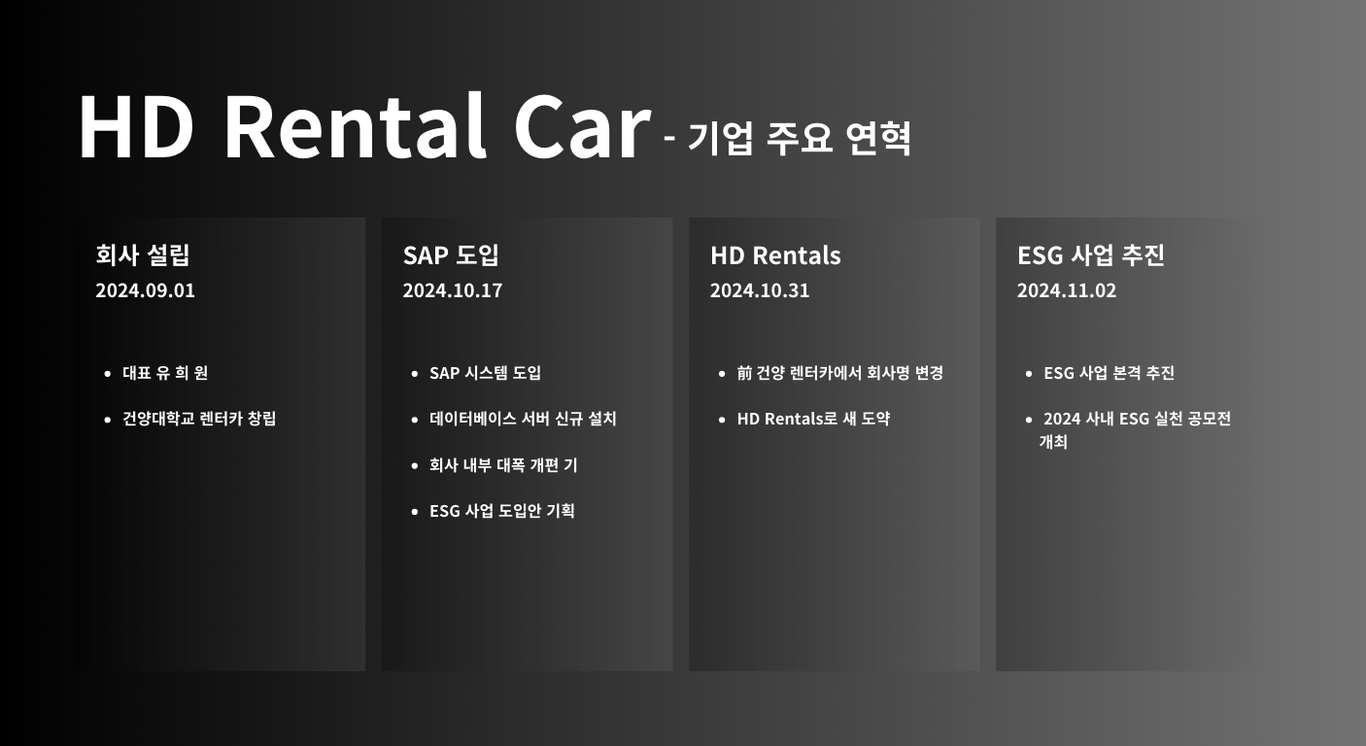 HD Rental Car - 기업 주요 연혁
회사 설립
2024.09.01
• 대표 유 희 원
• 건양대학교 렌터카 창립
SAP 도입
2024.10.17
• SAP 시스템 도입
• 데이터베이스 서버 신규 설치
• 회사 내부 대폭 개편 기
• ESG 사업 도입안 기획
HD Rentals
2024.10.31
• 前 건양 렌터카에서 회사명 변경
• HD Rentals로 새 도약
ESG 사업 추진
2024.11.02
• ESG 사업 본격 추진
• 2024 사내 ESG 실천 공모전
개최